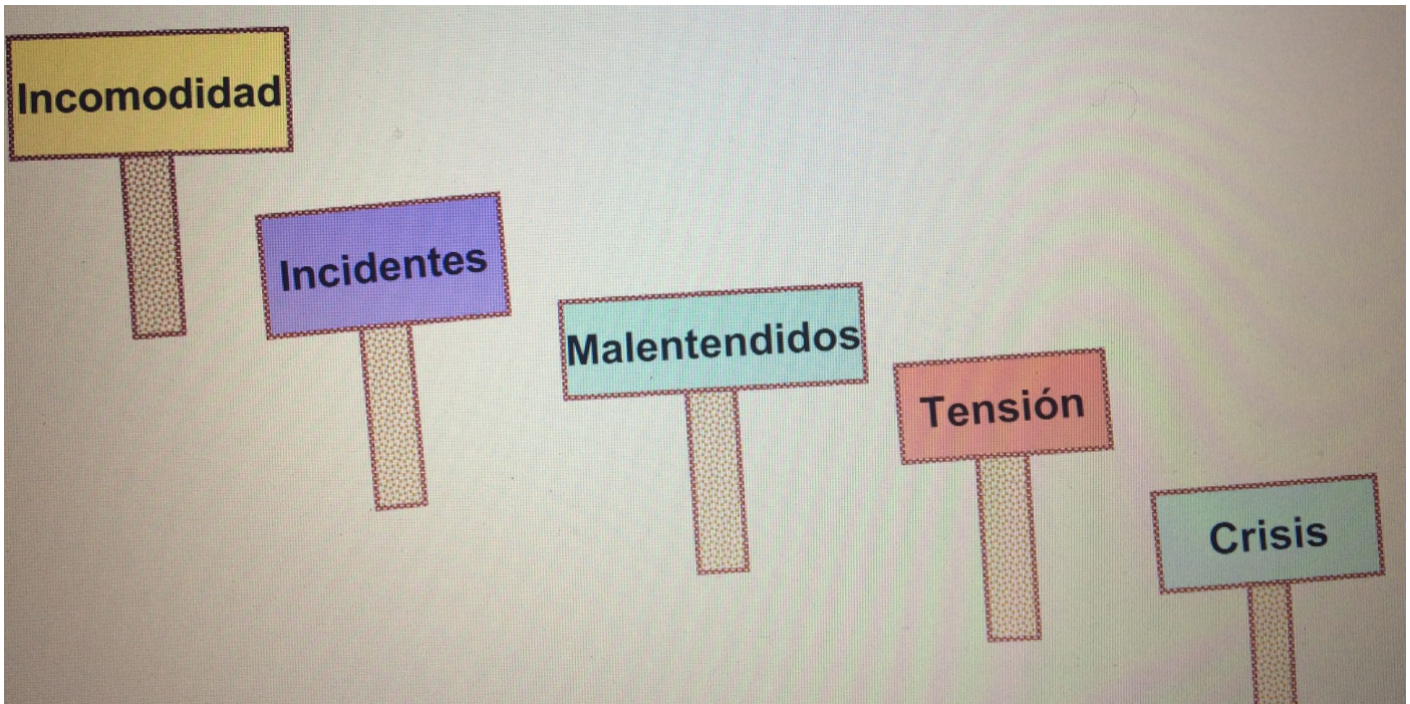 Incomodidad
Incidentes
Malentendidos
Tensión
Crisis